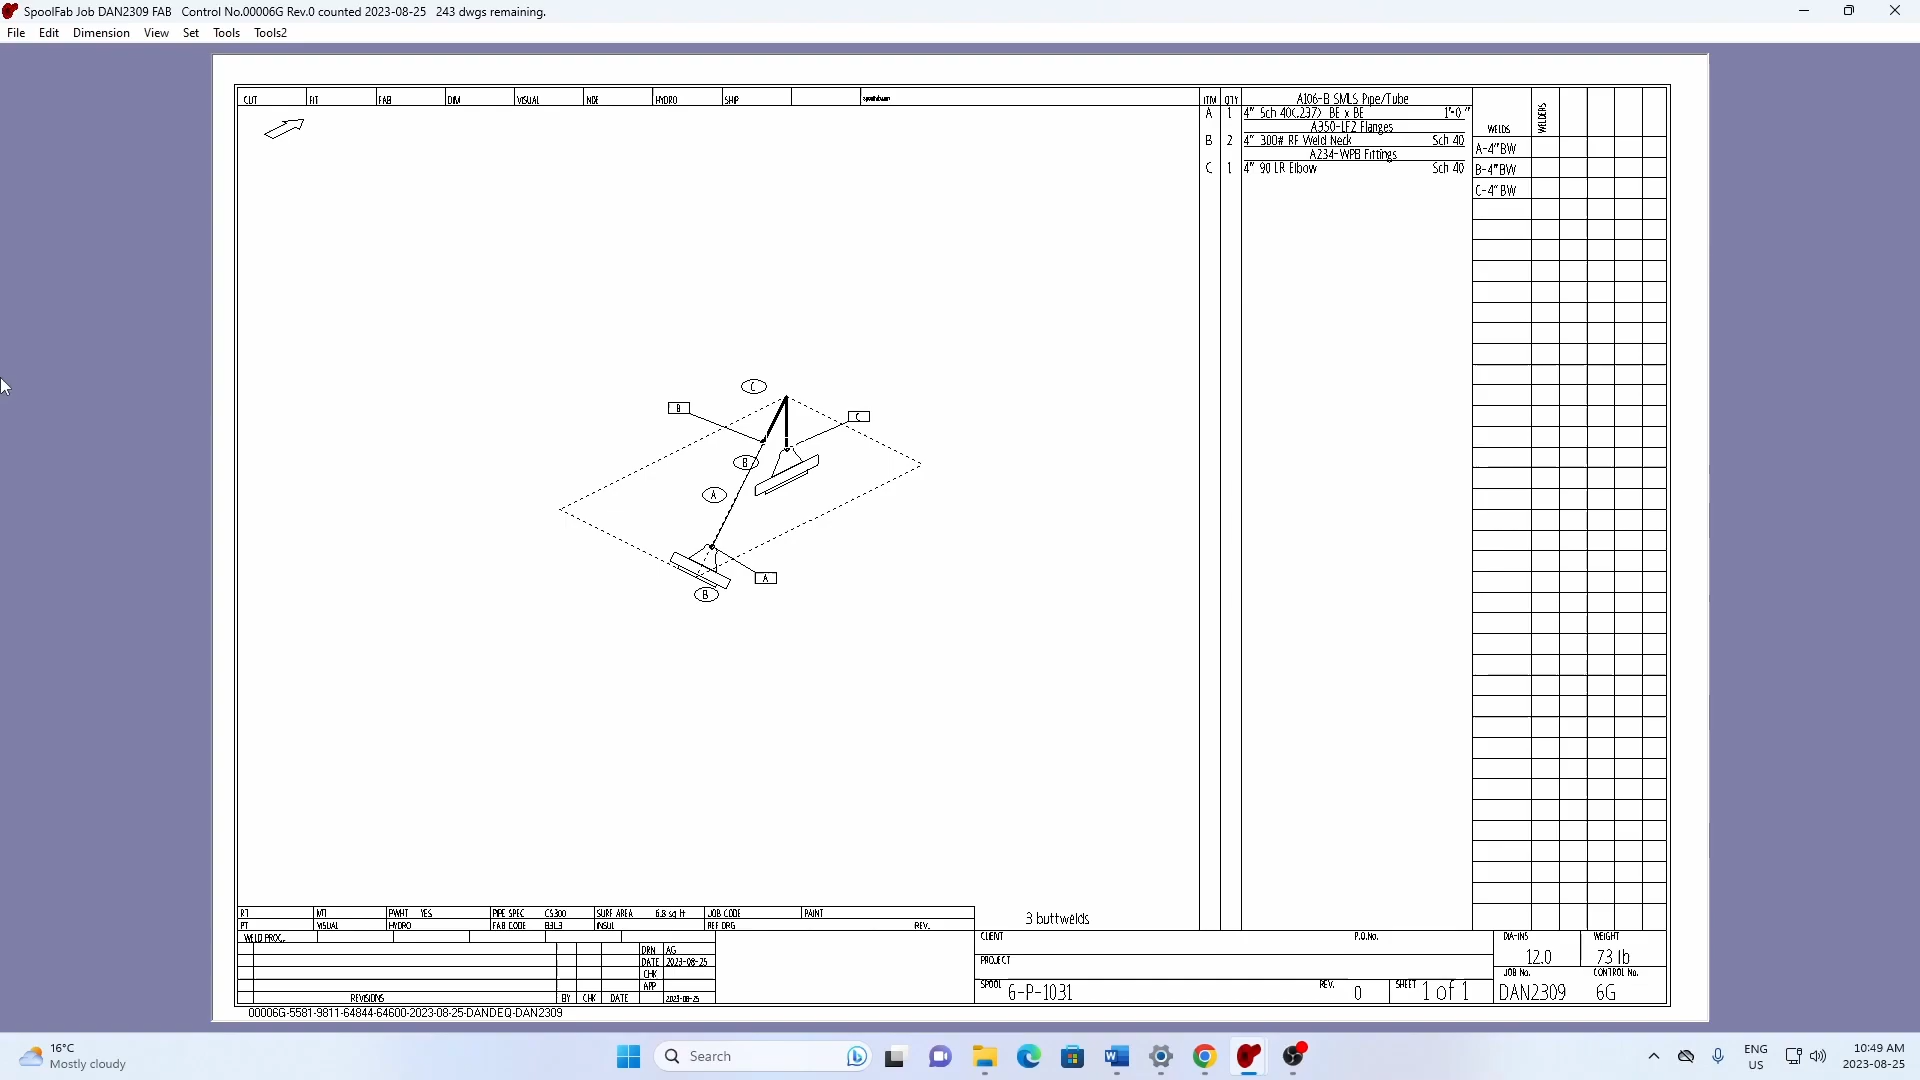 SpoolFab Job DAN2309 FAB Control No.00006G Rev.0 counted 2023-08-25 243 dwgs remaining.
File Edit Dimension View Set Tools Tools2
CUT FIT FAB DIM VISUAL NDE HYDRO SHIP
ITM QTY A106-B SMLS Pipe/Tube
A 1 4" Sch 40(.237) BE x BE 1'-0"
A350-LF2 Flanges
B 2 4" 300# RF Weld Neck Sch 40
A234-WPB Fittings
C 1 4" 90 LR Elbow Sch 40
WELDS WELDERS
A-4"BW
B-4"BW
C-4"BW
C
B
C
B
A
A
B
3 buttwelds
RT MT PWHT YES PIPE SPEC CS300 SURF AREA 6.8 sq ft JOB CODE PAINT
PT VISUAL HYDRO FAB CODE B31.3 INSUL REF DRG REV.
WELD PROC.
DRN AG
DATE 2023-08-25
CHK
APP
REVISIONS BY CHK DATE 2023-08-25
CLIENT P.O.No.
PROJECT
SPOOL 6-P-1031 REV. 0 SHEET 1 of 1
DIA-INS 12.0 WEIGHT 73 lb
JOB No. DAN2309 CONTROL No. 6G
00006G-5581-9811-64844-64600-2023-08-25-DANDEQ-DAN2309
16°C
Mostly cloudy
Search
ENG
US
10:49 AM
2023-08-25